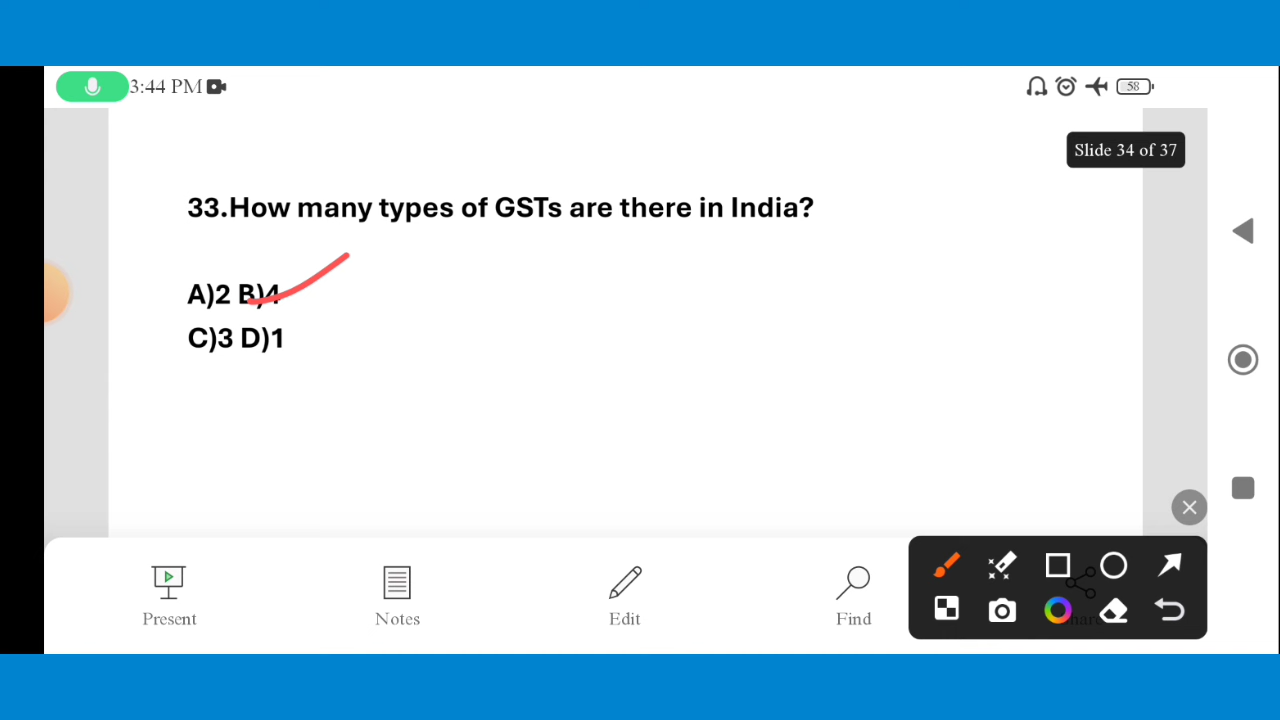 3:44 PM
58
Slide 34 of 37
33.How many types of GSTs are there in India?
A)2 B)4
C)3 D)1
Present
Notes
Edit
Find